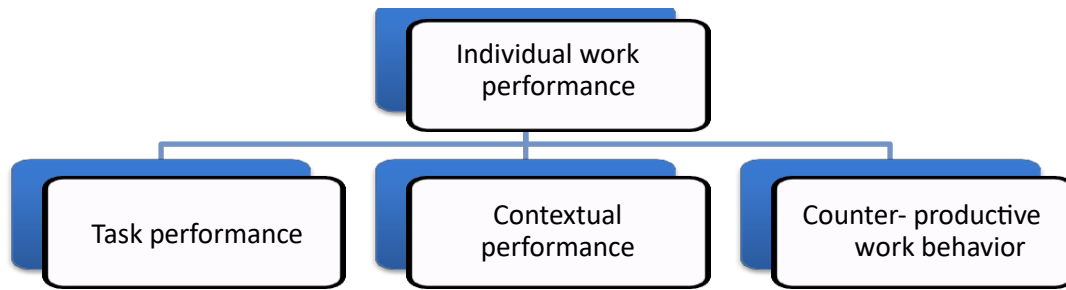 Individual work
performance
Task performance
Contextual
performance
Counter- productive
work behavior